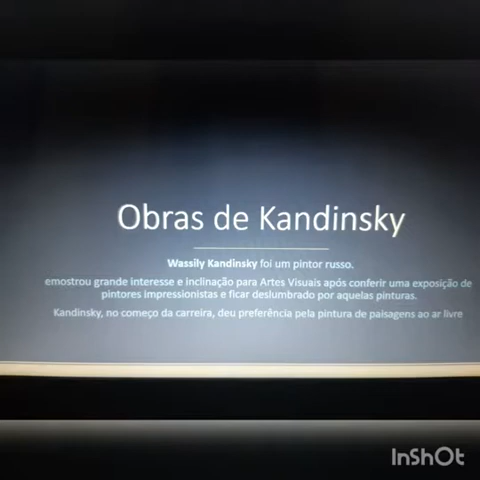 Obras de Kandinsky
Wassily Kandinsky foi um pintor russo.
emostrou grande interesse e inclinação para Artes Visuais após conferir uma exposição de
pintores impressionistas e ficar deslumbrado por aquelas pinturas.
Kandinsky, no começo da carreira, deu preferência pela pintura de paisagens ao ar livre
InShOt